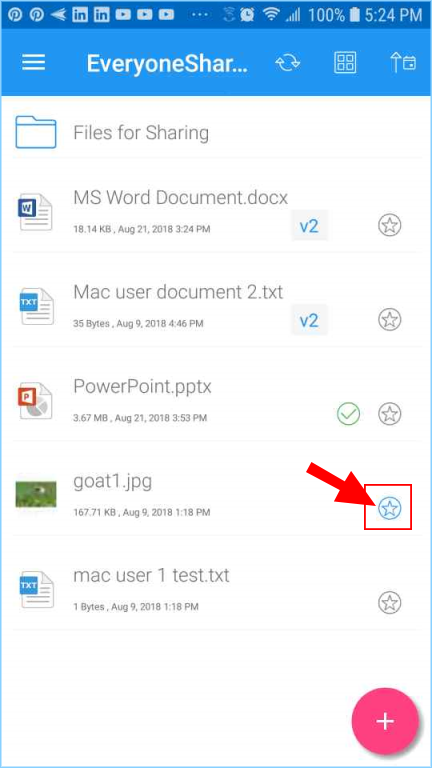 100% 5:24 PM
EveryoneShar...
Files for Sharing
MS Word Document.docx
18.14 KB , Aug 21, 2018 3:24 PM
v2
Mac user document 2.txt
35 Bytes , Aug 9, 2018 4:46 PM
v2
PowerPoint.pptx
3.67 MB , Aug 21, 2018 3:53 PM
goat1.jpg
167.71 KB , Aug 9, 2018 1:18 PM
mac user 1 test.txt
1 Bytes , Aug 9, 2018 1:18 PM